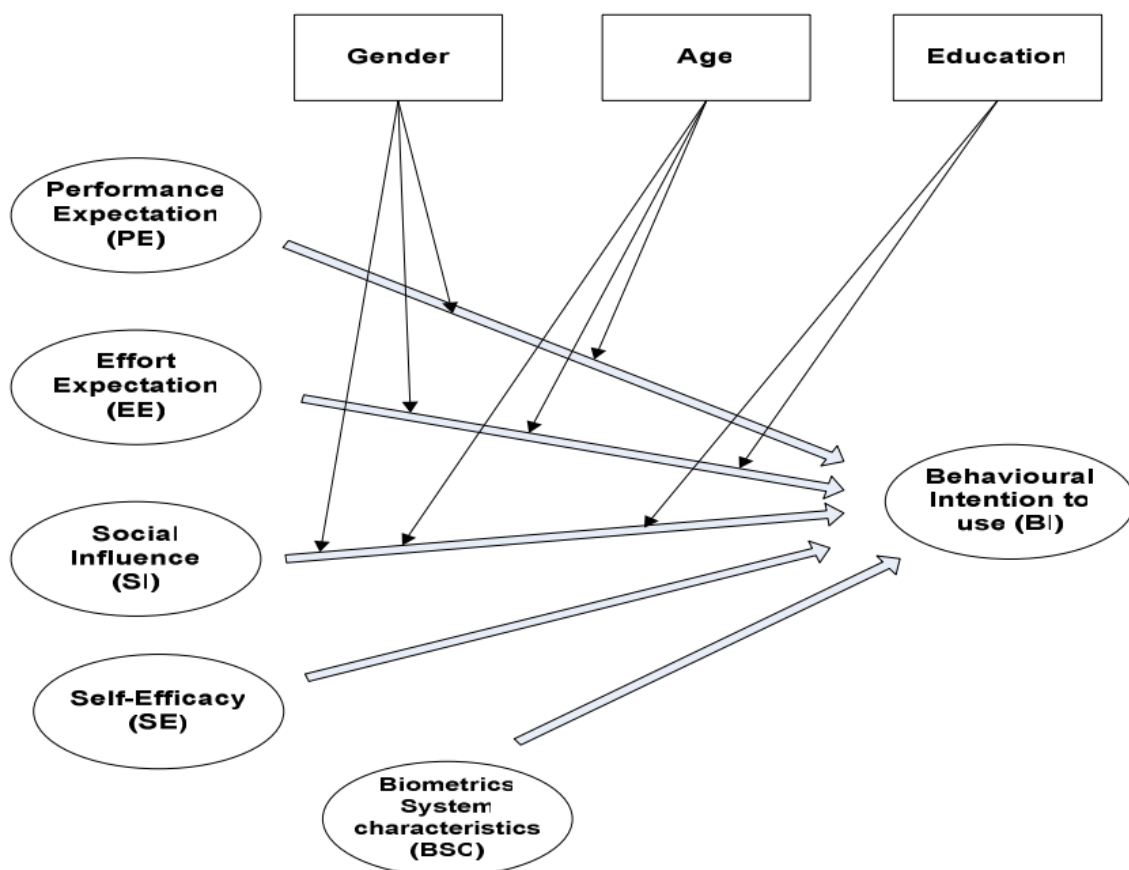 Gender
Age
Education
Performance
Expectation
(PE)
Effort
Expectation
(EE)
Social
Influence
(SI)
Behavioural
Intention to
use (BI)
Self-Efficacy
(SE)
Biometrics
System
characteristics
(BSC)